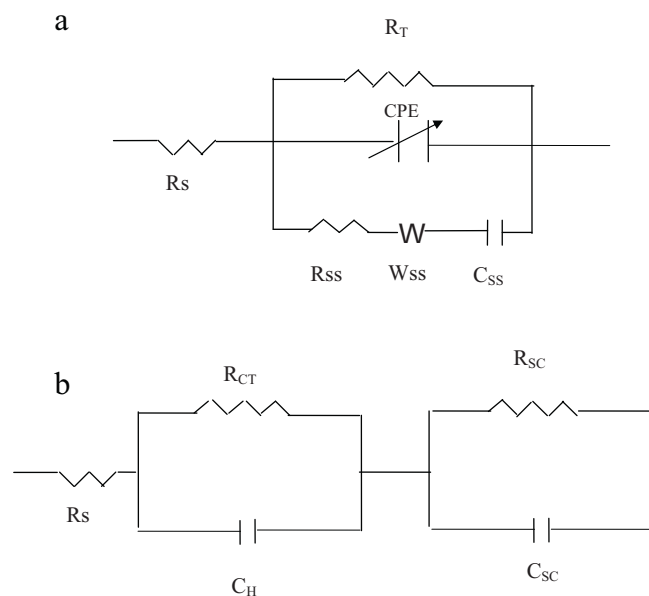 a
R_T
CPE
Rs
W
Rss Wss C_SS
b
R_CT R_SC
Rs
C_H C_SC